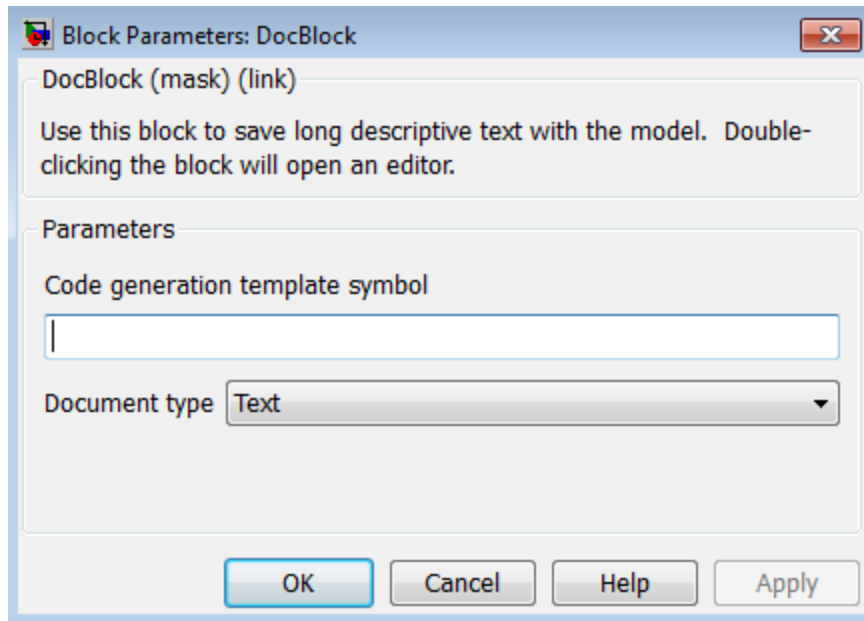 Block Parameters: DocBlock
DocBlock (mask) (link)
Use this block to save long descriptive text with the model.  Double-
clicking the block will open an editor.
Parameters
Code generation template symbol
Document type Text
OK Cancel Help Apply